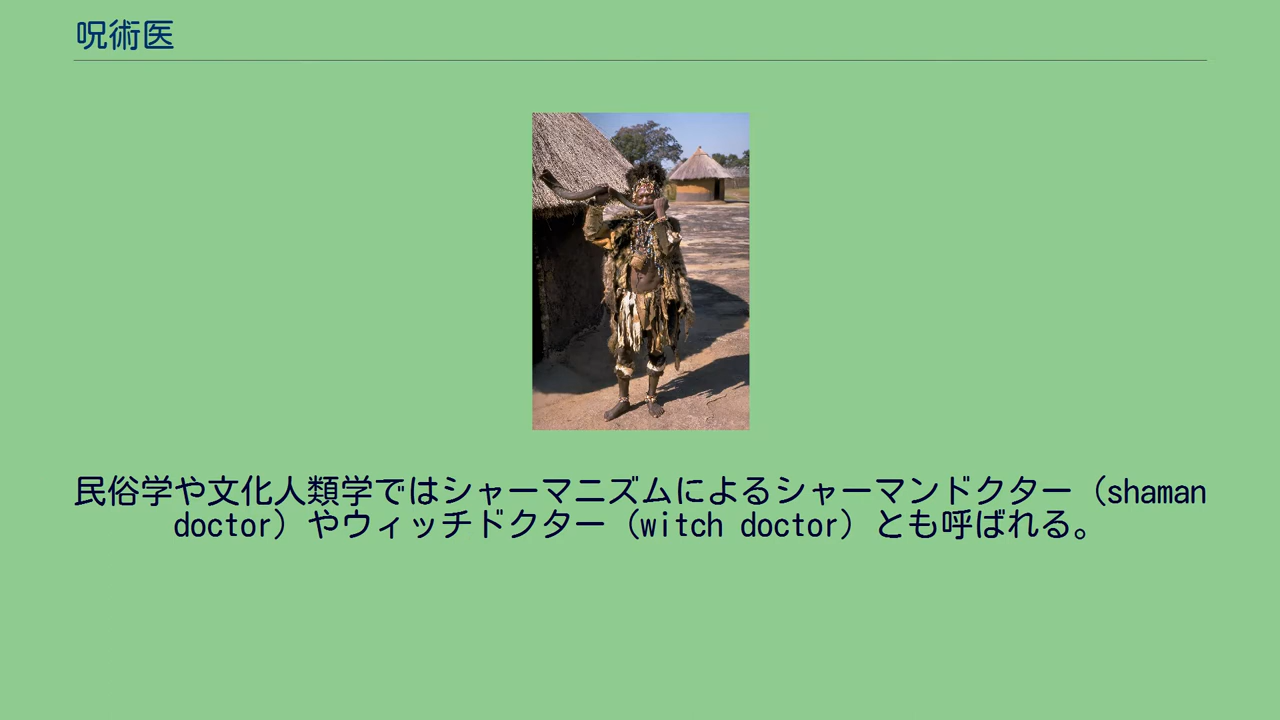 呪術医
民俗学や文化人類学ではシャーマニズムによるシャーマンドクター（shaman
doctor）やウィッチドクター（witch doctor）とも呼ばれる。